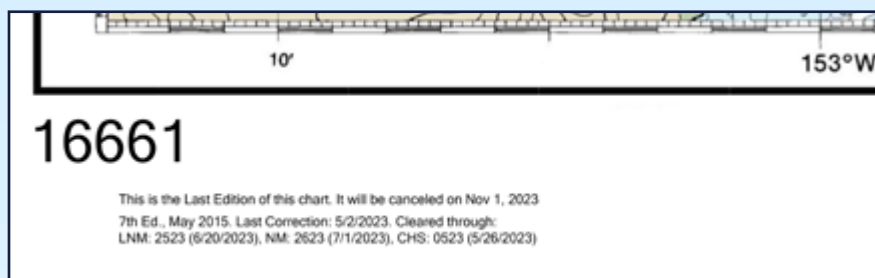 10'
153°W
16661
This is the Last Edition of this chart. It will be canceled on Nov 1, 2023
7th Ed., May 2015. Last Correction: 5/2/2023. Cleared through:
LNM: 2523 (6/20/2023), NM: 2623 (7/1/2023), CHS: 0523 (5/26/2023)